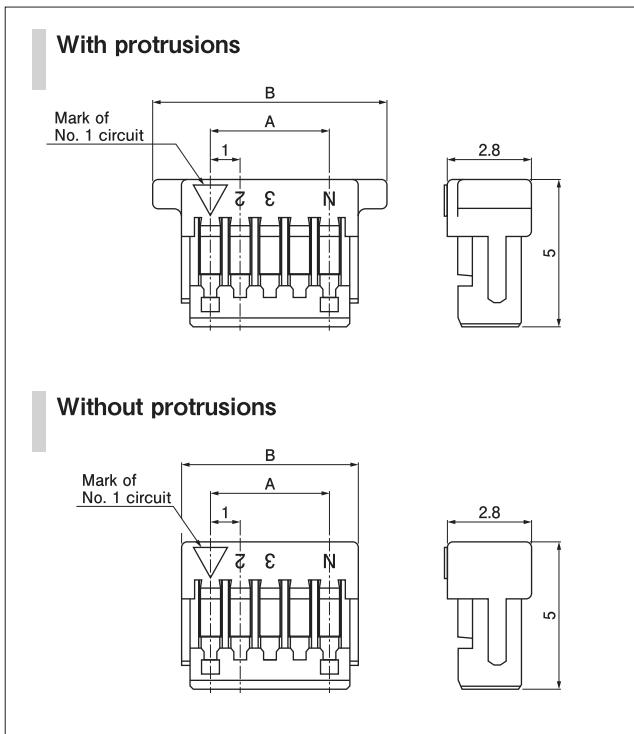 With protrusions
B
Mark of
No. 1 circuit
A
1
2.8
2 3 N
5
Without protrusions
B
Mark of
No. 1 circuit
A
1
2.8
2 3 N
5